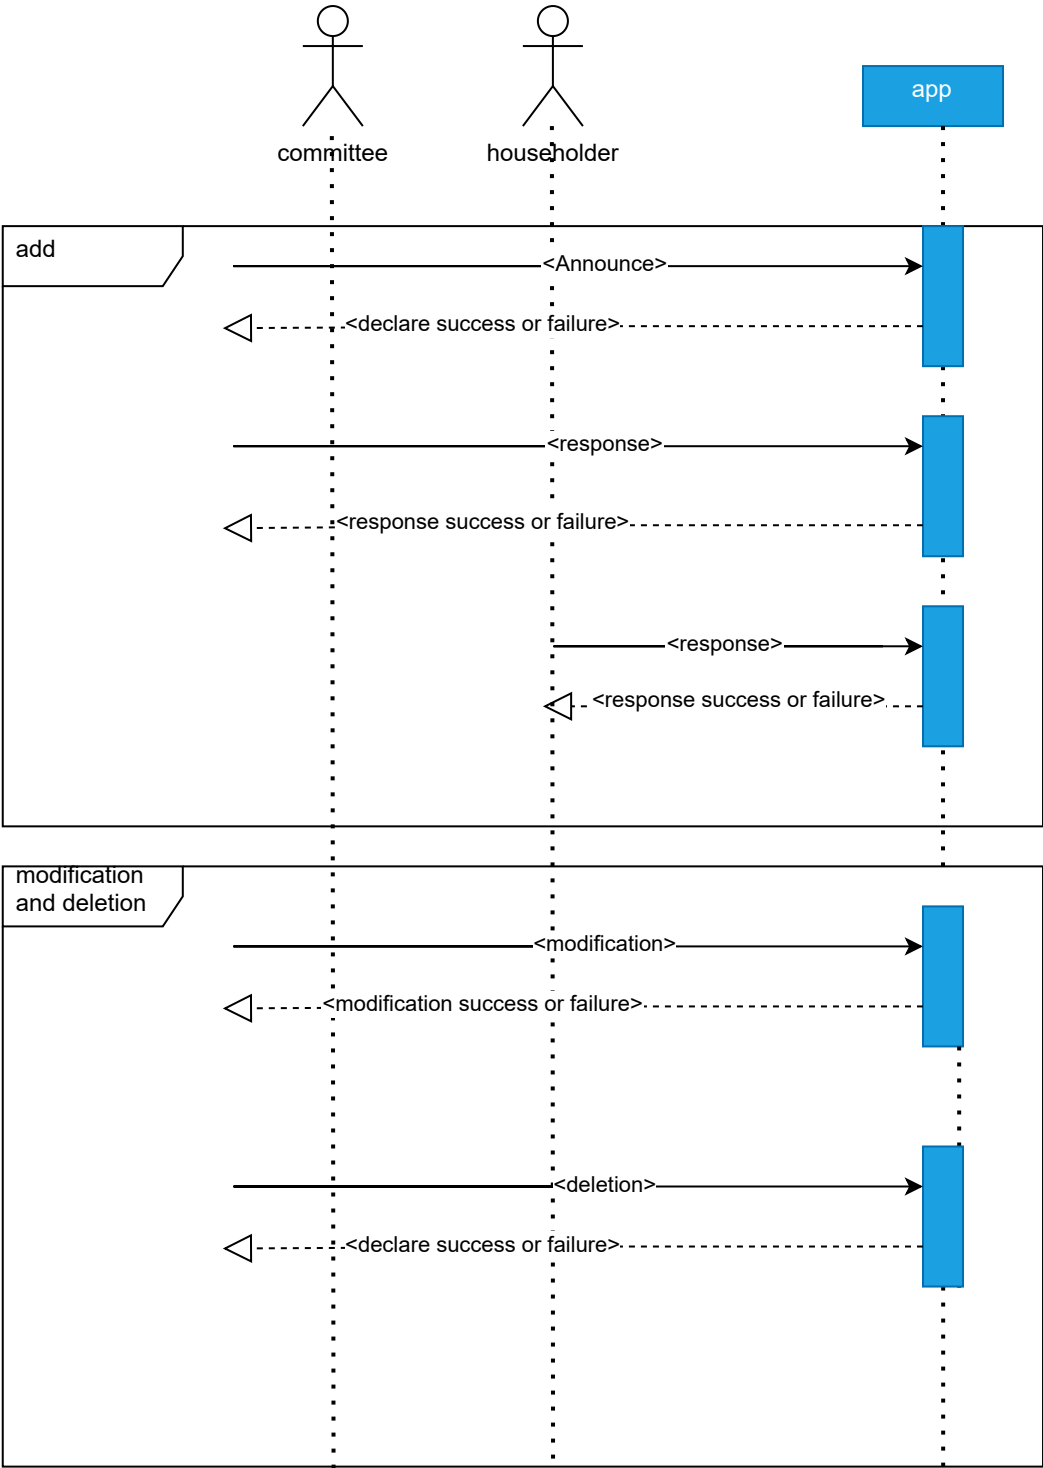 committee
householder
app
add
<Announce>
<declare success or failure>
<response>
<response success or failure>
<response>
<response success or failure>
modification
and deletion
<modification>
<modification success or failure>
<deletion>
<declare success or failure>